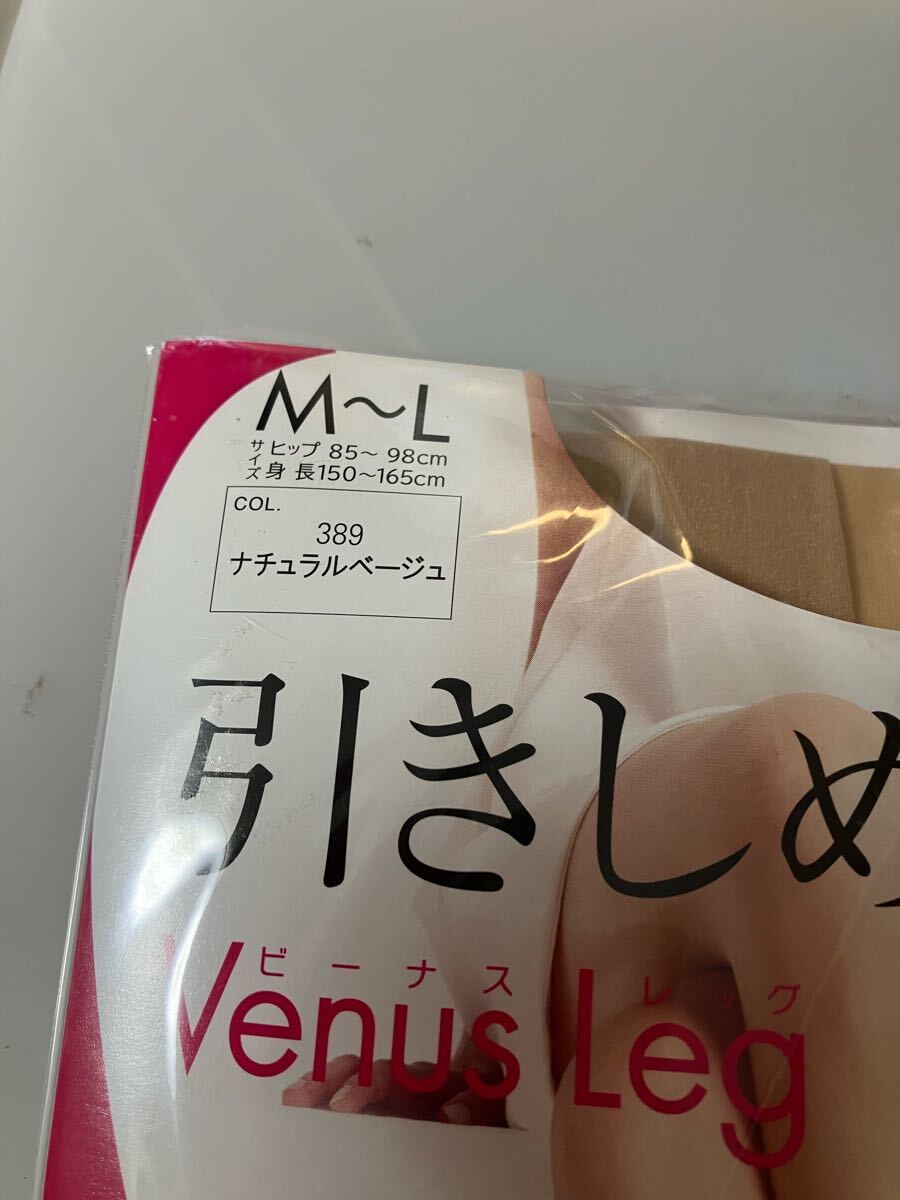 M～L
サイズ ヒップ 85～98cm
身長150～165cm
COL.
389
ナチュラルベージュ
引きしめ
ビーナス レッグ
Venus Leg